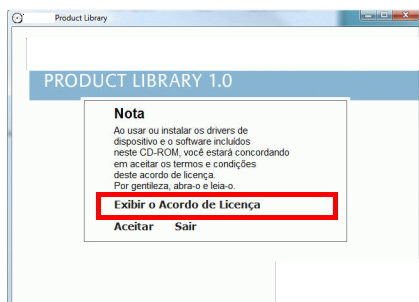 Product Library
PRODUCT LIBRARY 1.0
Nota
Ao usar ou instalar os drivers de
dispositivo e o software incluídos
neste CD-ROM, você estará concordando
em aceitar os termos e condições
deste acordo de licença.
Por gentileza, abra-o e leia-o.
Exibir o Acordo de Licença
Aceitar Sair